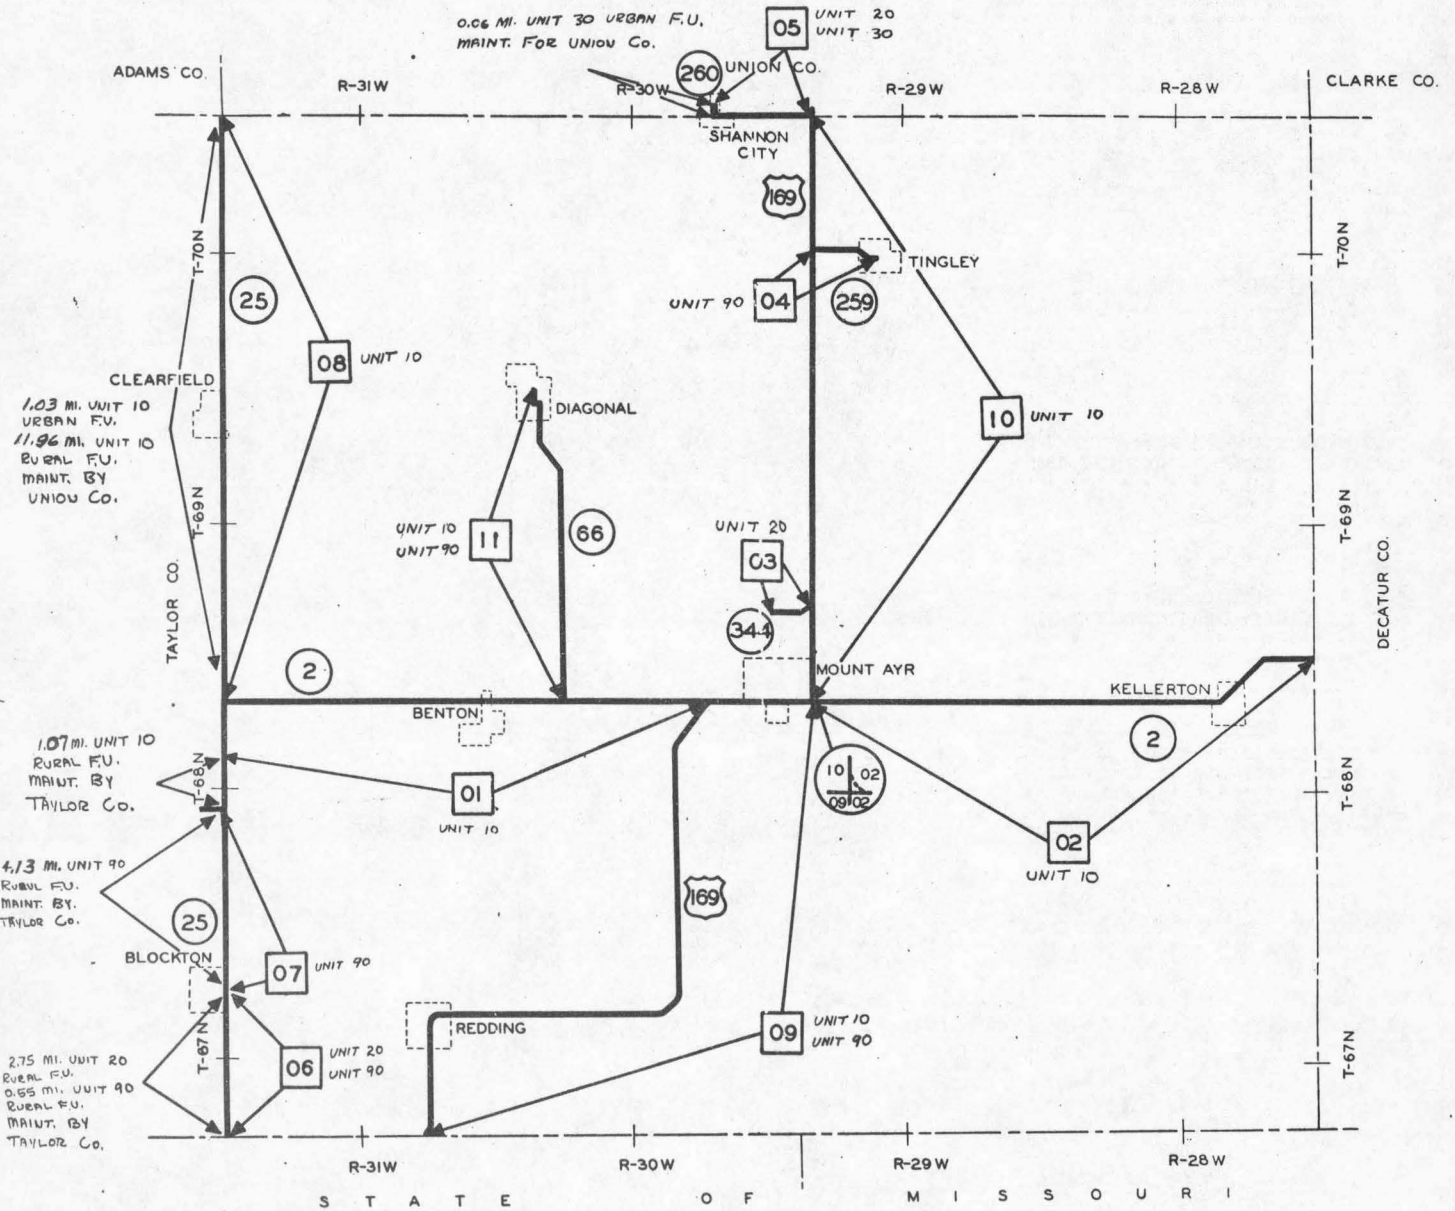 0.06 MI. UNIT 30 URBAN F.U.
MAINT. FOR UNION Co.
05
UNIT 20
UNIT 30
ADAMS CO.
R-31W
260
UNION CO.
R-30W
R-29W
R-28W
CLARKE CO.
SHANNON
CITY
169
T-70N
25
TINGLEY
T-70N
UNIT 90
04
259
08
UNIT 10
CLEARFIELD
1.03 MI. UNIT 10
URBAN F.U.
11.96 MI. UNIT 10
RURAL F.U.
MAINT. BY
UNION Co.
DIAGONAL
10
UNIT 10
T-69N
UNIT 10
UNIT 90
11
66
UNIT 20
03
T-69N
TAYLOR CO.
DECATUR CO.
344
2
MOUNT AYR
KELLERTON
BENTON
2
1.07 MI. UNIT 10
RURAL F.U.
MAINT. BY
TAYLOR Co.
T-68N
01
UNIT 10
10
02
09
02
T-68N
02
UNIT 10
4.13 MI. UNIT 90
RURUL F.U.
MAINT. BY.
TAYLOR Co.
25
169
BLOCKTON
07
UNIT 90
REDDING
09
UNIT 10
UNIT 90
T-67N
06
UNIT 20
UNIT 90
2.75 MI. UNIT 20
RURAL F.U.
0.55 MI. UNIT 90
RURAL F.U.
MAINT. BY
TAYLOR Co.
T-67N
R-31W
R-30W
R-29W
R-28W
STATE OF MISSOURI